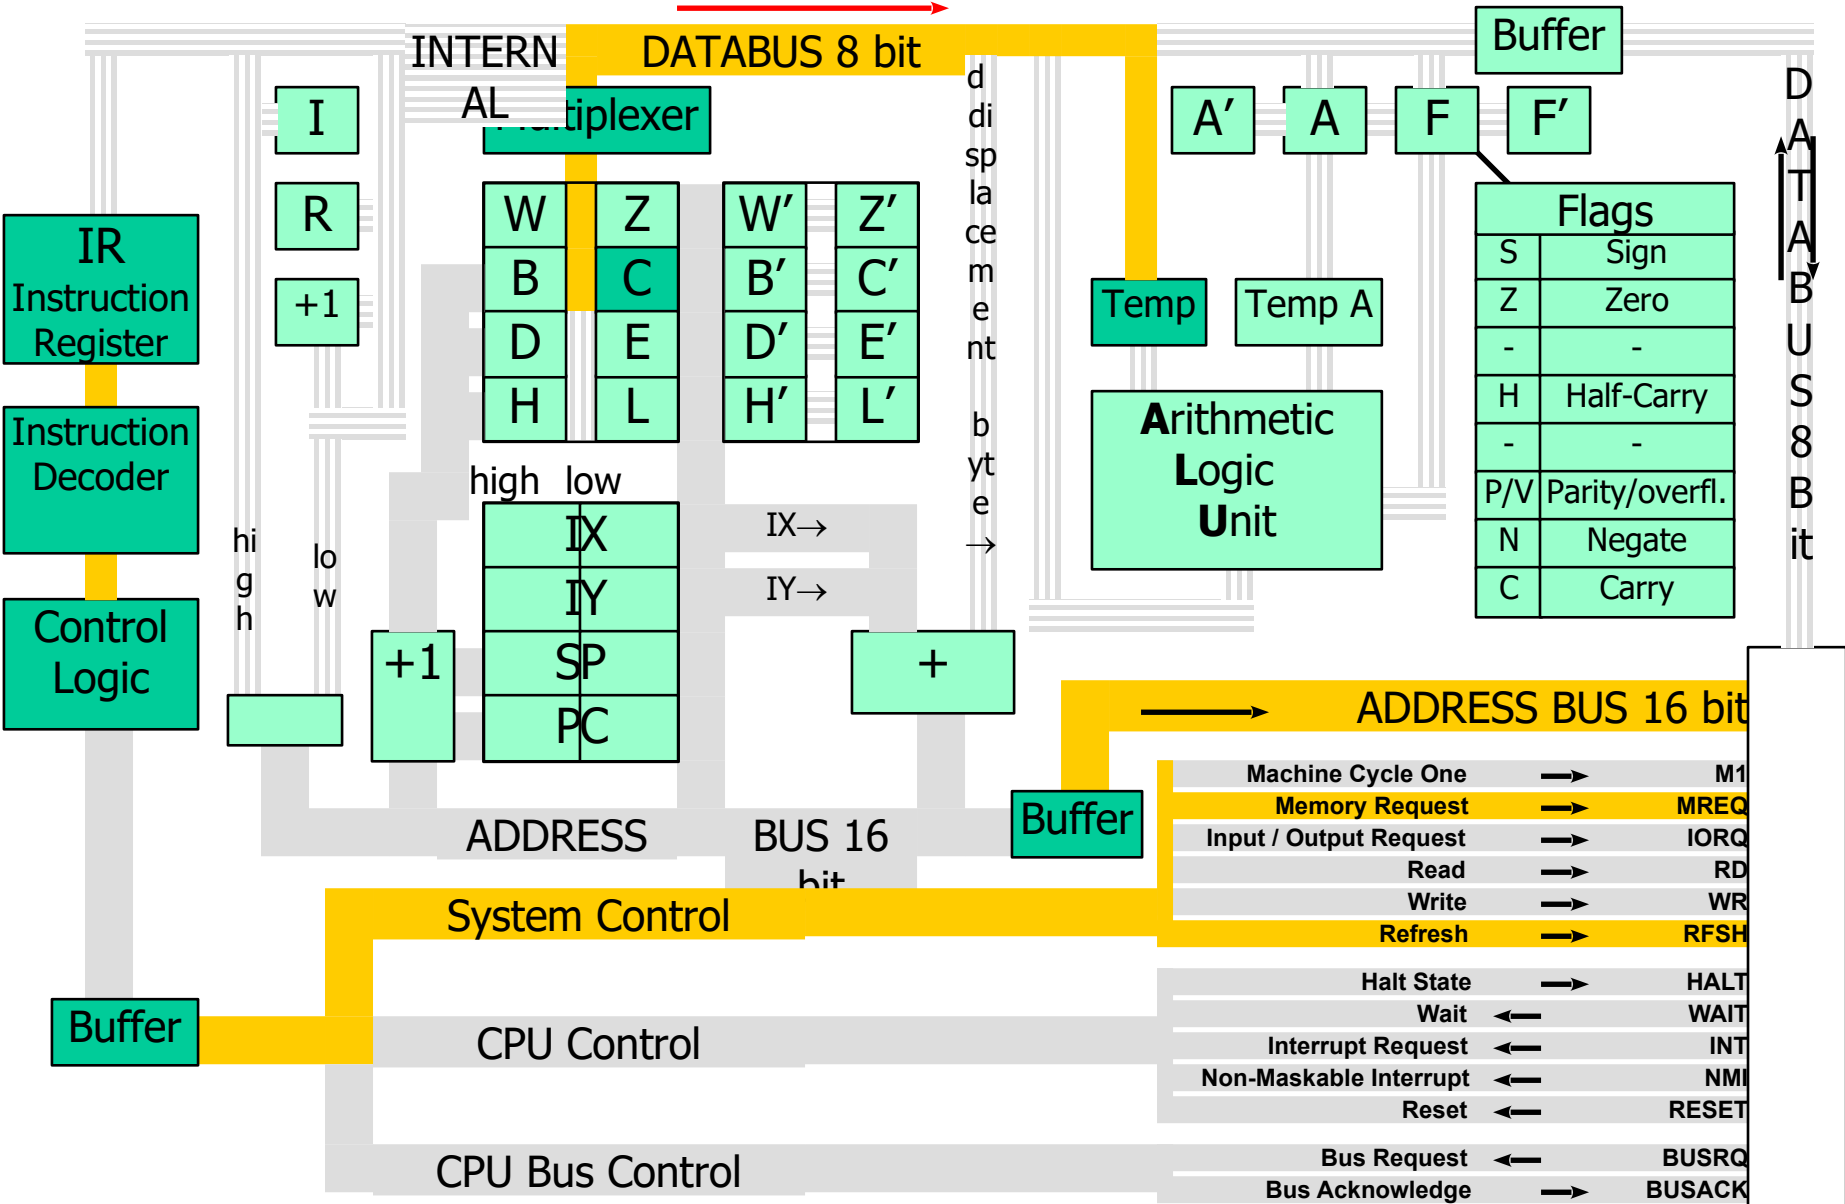 INTERN
AL
DATABUS 8 bit
Buffer
I
R
+1
tiplexer
A′
A
F
F′
IR
Instruction
Register
Instruction
Decoder
Control
Logic
hi
g
h
lo
w
W
Z
B
C
D
E
H
L
W′
Z′
B′
C′
D′
E′
H′
L′
high low
IX
IY
SP
PC
+1
IX→
IY→
+
d
di
sp
la
ce
m
e
nt
b
yt
e
→
Temp
Temp A
Arithmetic
Logic
Unit
Flags
S Sign
Z Zero
- -
H Half-Carry
- -
P/V Parity/overfl.
N Negate
C Carry
D
A
T
A
B
U
S
8
B
it
ADDRESS BUS 16 bit
Buffer
ADDRESS
BUS 16
bit
System Control
Buffer
CPU Control
CPU Bus Control
Machine Cycle One M1
Memory Request MREQ
Input / Output Request IORQ
Read RD
Write WR
Refresh RFSH
Halt State HALT
Wait WAIT
Interrupt Request INT
Non-Maskable Interrupt NMI
Reset RESET
Bus Request BUSRQ
Bus Acknowledge BUSACK